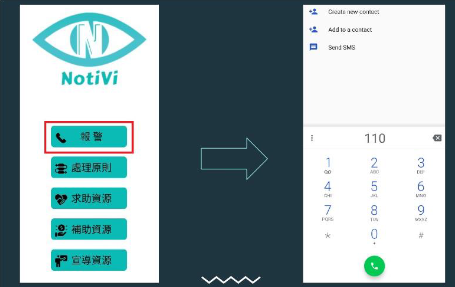 N
NotiVi
報警
處理原則
求助資源
補助資源
宣導資源
Create new contact
Add to a contact
Send SMS
110
1
2 ABC
3 DEF
4 GHI
5 JKL
6 MNO
7 PQRS
8 TUV
9 WXYZ
*
0 +
#